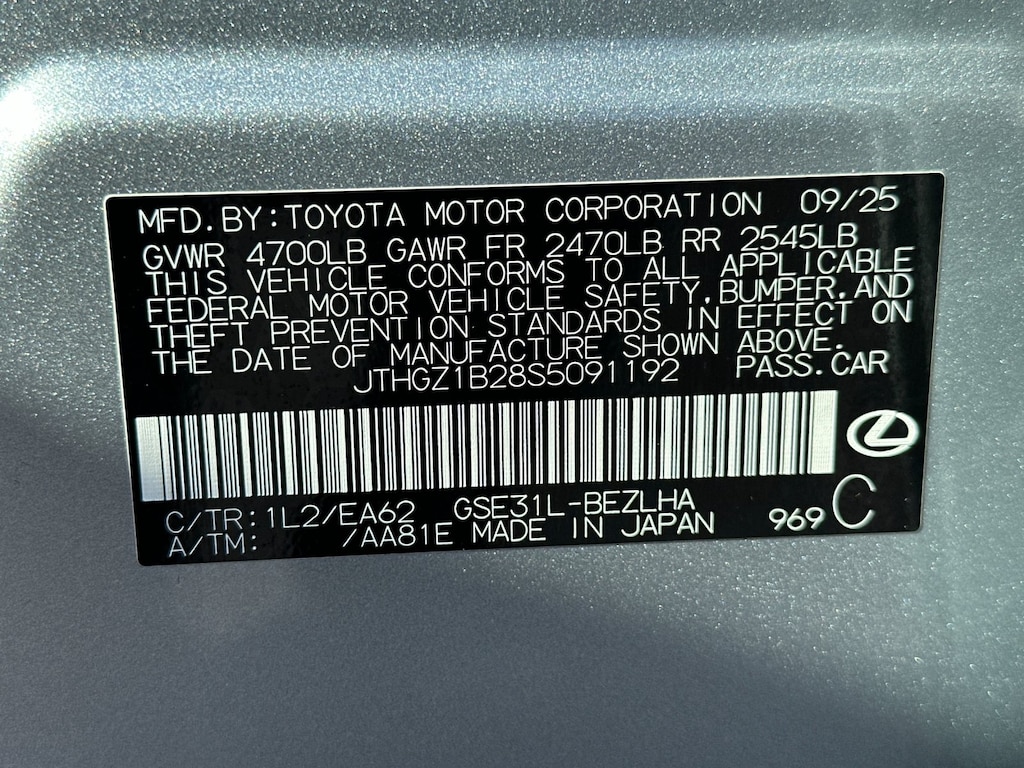 MFD. BY: TOYOTA MOTOR CORPORATION 09/25
GVWR 4700LB GAWR FR 2470LB RR 2545LB
THIS VEHICLE CONFORMS TO ALL APPLICABLE
FEDERAL MOTOR VEHICLE SAFETY, BUMPER, AND
THEFT PREVENTION STANDARDS IN EFFECT ON
THE DATE OF MANUFACTURE SHOWN ABOVE.
JTHGZ1B28S5091192 PASS. CAR
C/TR: 1L2/EA62 GSE31L-BEZLHA
A/TM: /AA81E MADE IN JAPAN 969 C